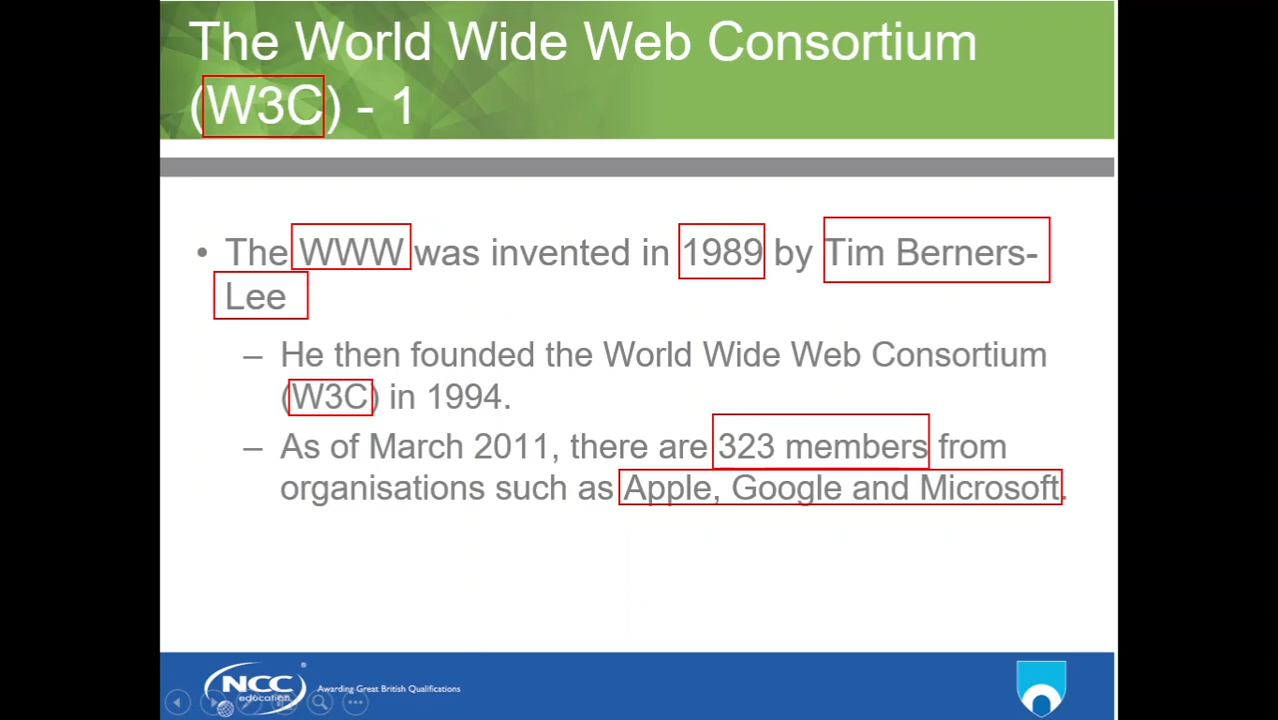 The World Wide Web Consortium
(W3C) - 1
• The WWW was invented in 1989 by Tim Berners-
Lee
– He then founded the World Wide Web Consortium
(W3C) in 1994.
– As of March 2011, there are 323 members from
organisations such as Apple, Google and Microsoft.
NCC
education
Awarding Great British Qualifications